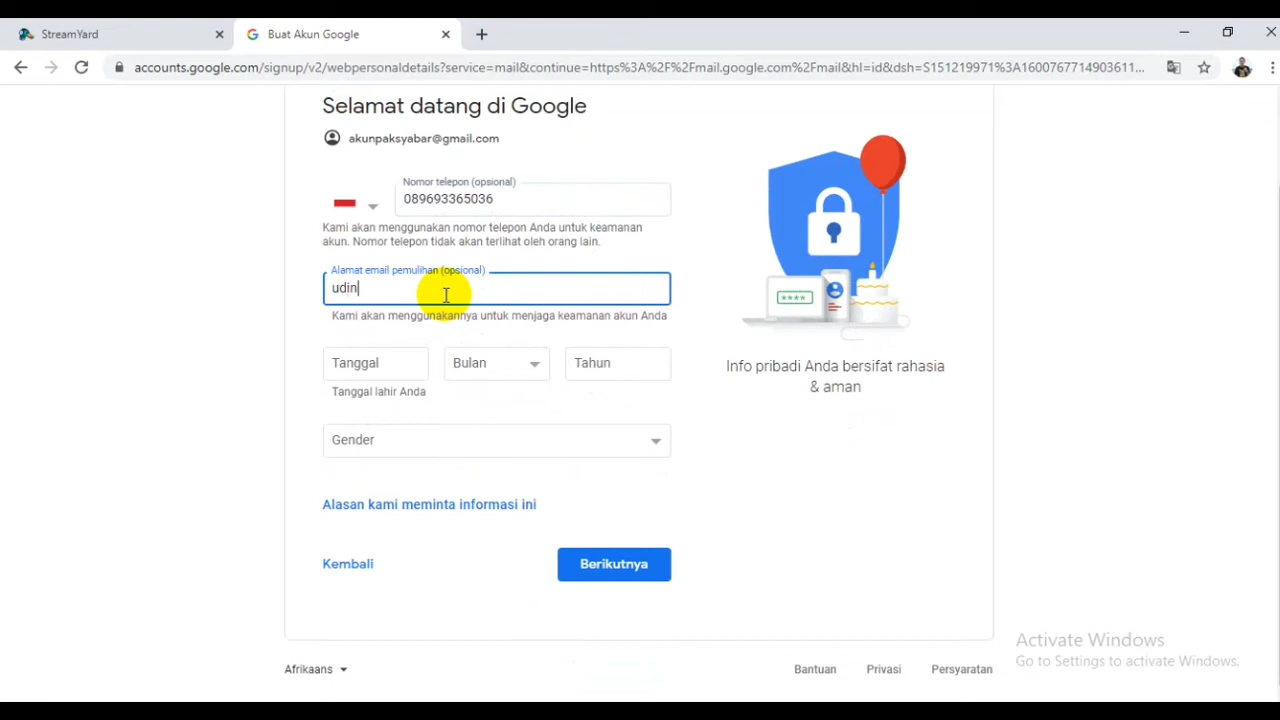 StreamYard
Buat Akun Google
accounts.google.com/signup/v2/webpersonaldetails?service=mail&continue=https%3A%2F%2Fmail.google.com%2Fmail&hl=id&dsh=S151219971%3A1600767714903611...
Selamat datang di Google
akunpaksyabar@gmail.com
Nomor telepon (opsional)
089693365036
Kami akan menggunakan nomor telepon Anda untuk keamanan
akun. Nomor telepon tidak akan terlihat oleh orang lain.
Alamat email pemulihan (opsional)
udin
Kami akan menggunakannya untuk menjaga keamanan akun Anda
Tanggal Bulan Tahun
Tanggal lahir Anda
Gender
Alasan kami meminta informasi ini
Kembali
Berikutnya
****
Info pribadi Anda bersifat rahasia
& aman
Activate Windows
Go to Settings to activate Windows.
Afrikaans
Bantuan Privasi Persyaratan